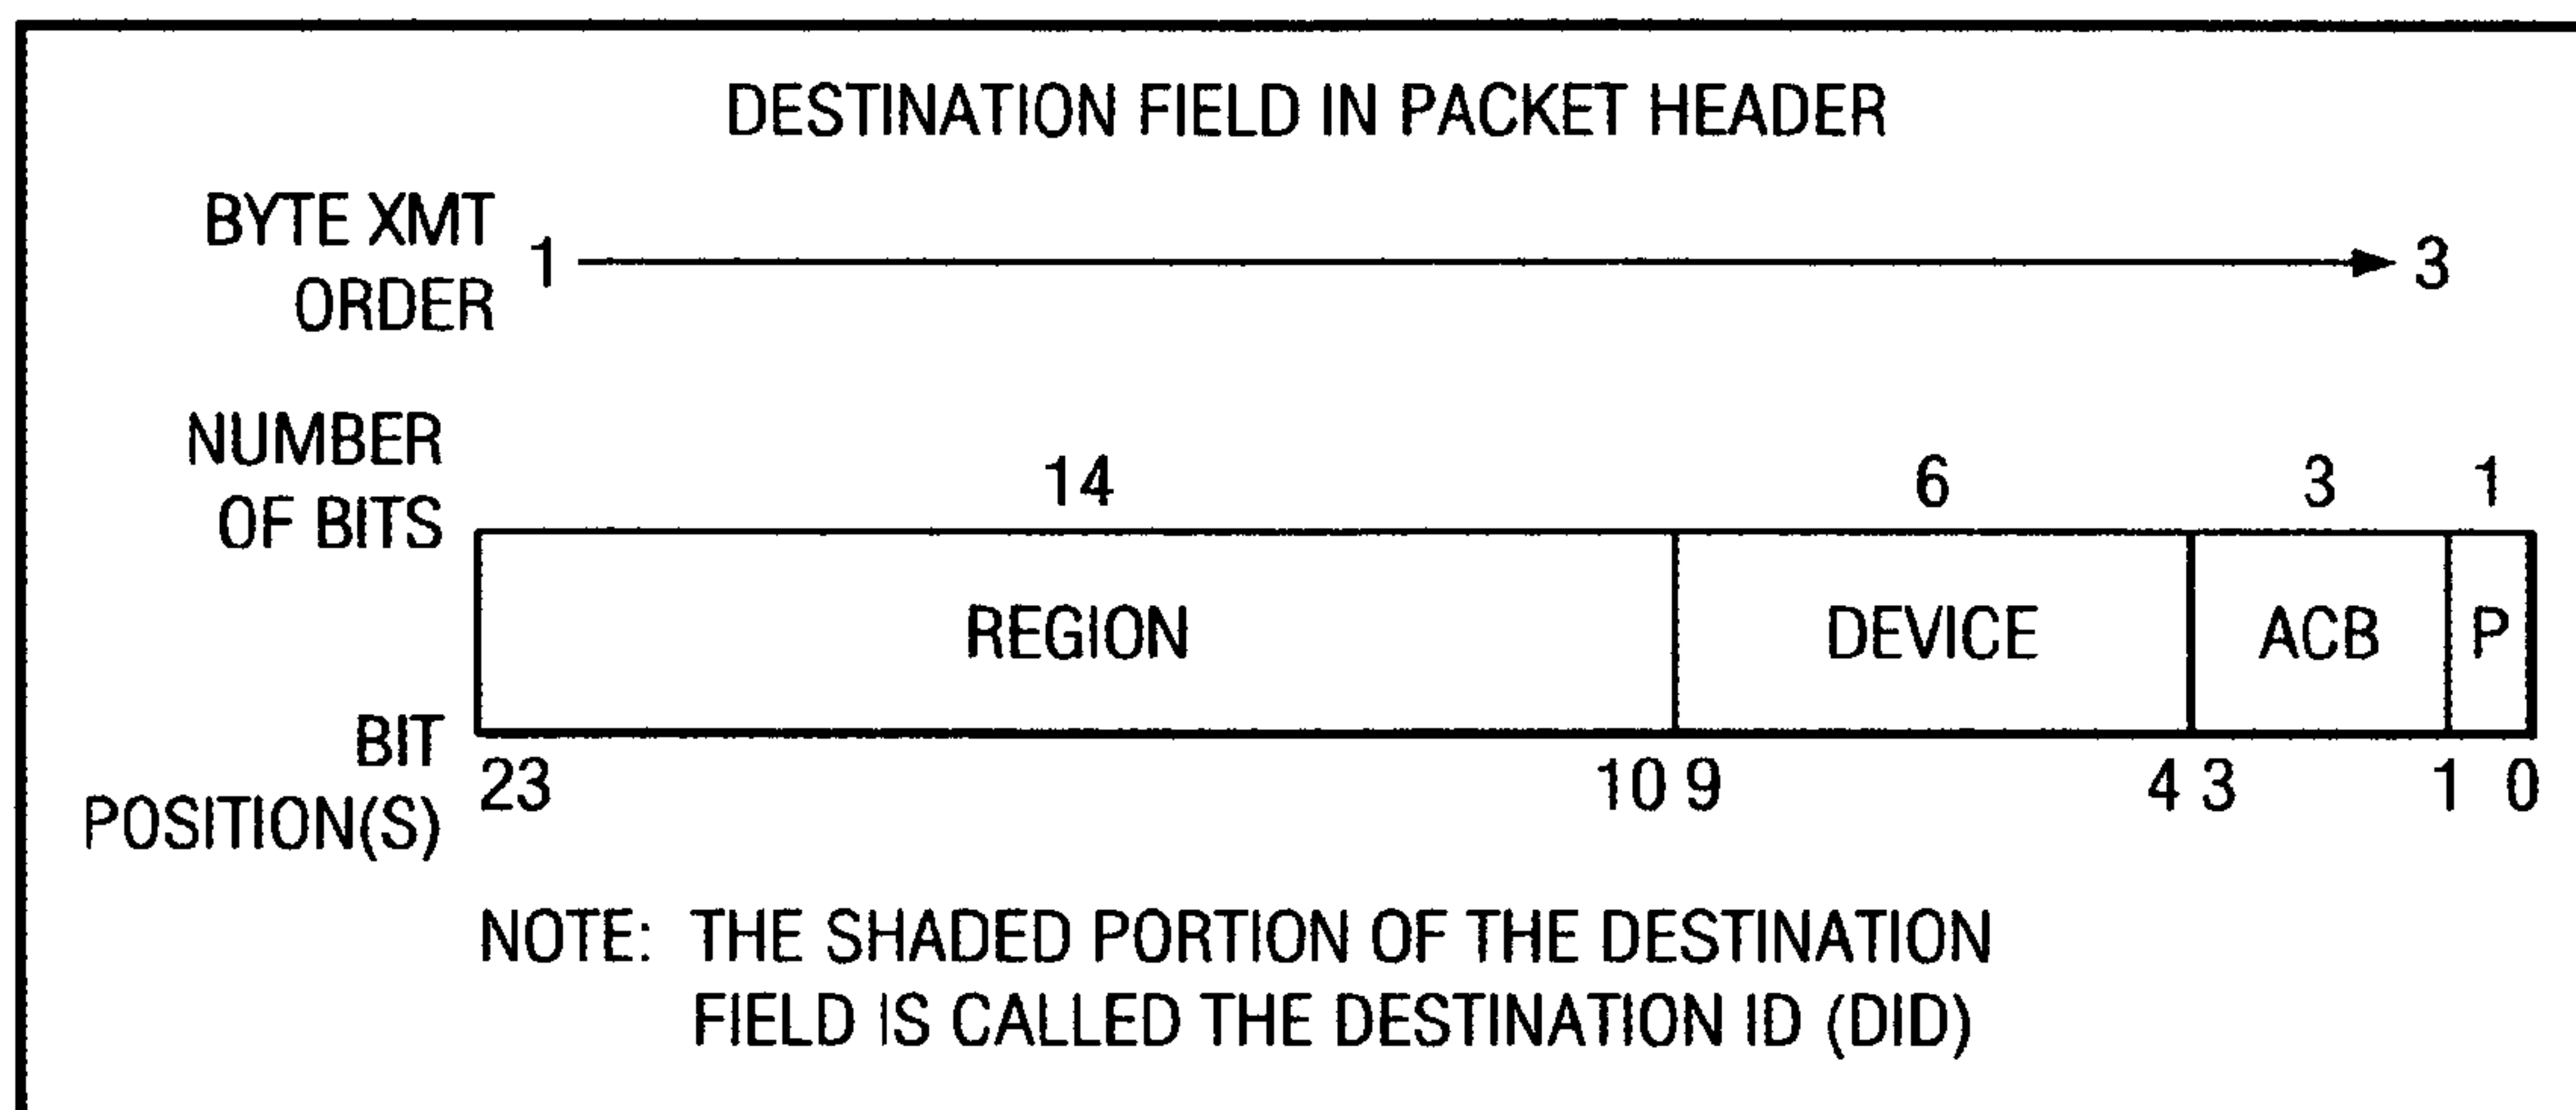 DESTINATION FIELD IN PACKET HEADER
BYTE XMT
ORDER
1 3
NUMBER
OF BITS
14 6 3 1
REGION DEVICE ACB P
BIT
POSITION(S)
23 10 9 4 3 1 0
NOTE: THE SHADED PORTION OF THE DESTINATION
FIELD IS CALLED THE DESTINATION ID (DID)